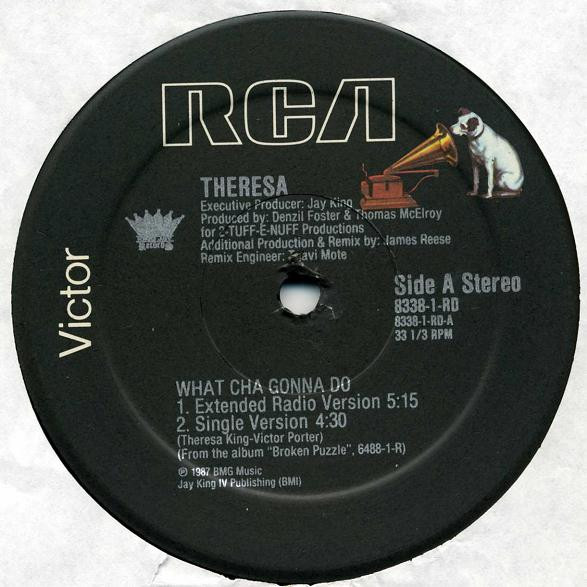 RCA
THERESA
Executive Producer: Jay King
Produced by: Denzil Foster & Thomas McElroy
for 2-TUFF-E-NUFF Productions
Additional Production & Remix by: James Reese
Remix Engineer: Mote
Victor
Side A Stereo
8338-1-RD
8338-1-RD-A
33 1/3 RPM
WHAT CHA GONNA DO
1. Extended Radio Version 5:15
2. Single Version 4:30
(Theresa King-Victor Porter)
(From the album "Broken Puzzle", 6488-1-R)
℗ 1987 BMG Music
Jay King IV Publishing (BMI)